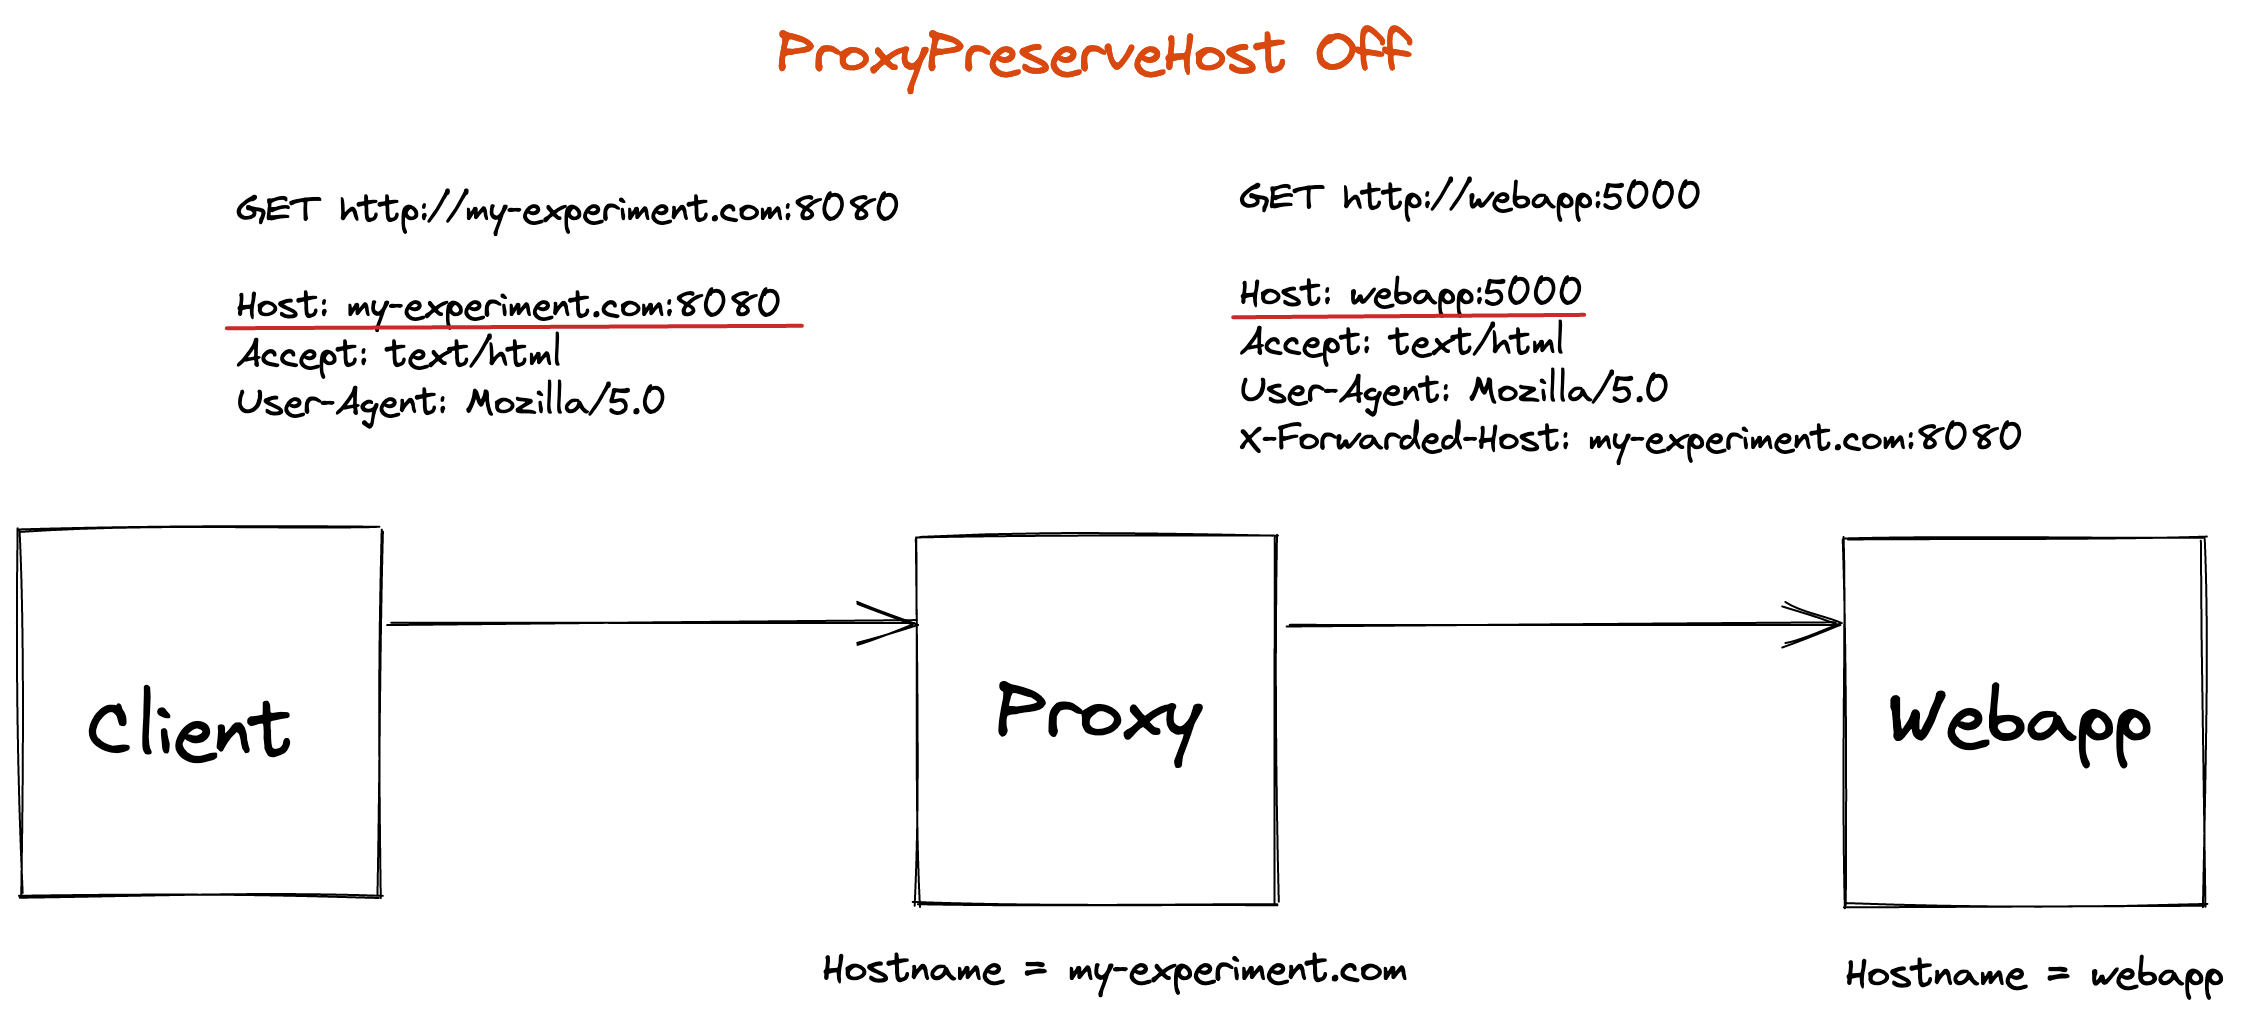 ProxyPreserveHost Off
GET http://my-experiment.com:8080
Host: my-experiment.com:8080
Accept: text/html
User-Agent: Mozilla/5.0
GET http://webapp:5000
Host: webapp:5000
Accept: text/html
User-Agent: Mozilla/5.0
X-Forwarded-Host: my-experiment.com:8080
Client
Proxy
Webapp
Hostname = my-experiment.com
Hostname = webapp